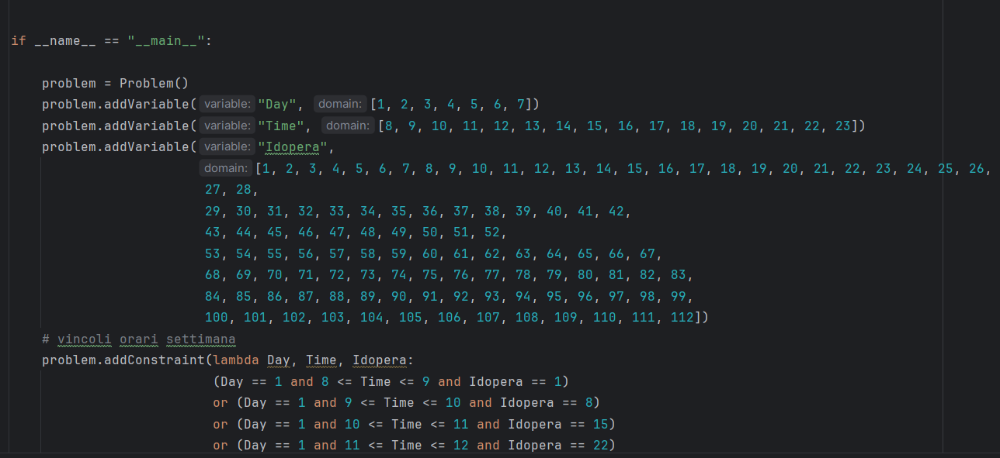 if __name__ == "__main__":
problem = Problem()
problem.addVariable( variable: "Day", domain: [1, 2, 3, 4, 5, 6, 7])
problem.addVariable( variable: "Time", domain: [8, 9, 10, 11, 12, 13, 14, 15, 16, 17, 18, 19, 20, 21, 22, 23])
problem.addVariable( variable: "Idopera",
domain: [1, 2, 3, 4, 5, 6, 7, 8, 9, 10, 11, 12, 13, 14, 15, 16, 17, 18, 19, 20, 21, 22, 23, 24, 25, 26,
27, 28,
29, 30, 31, 32, 33, 34, 35, 36, 37, 38, 39, 40, 41, 42,
43, 44, 45, 46, 47, 48, 49, 50, 51, 52,
53, 54, 55, 56, 57, 58, 59, 60, 61, 62, 63, 64, 65, 66, 67,
68, 69, 70, 71, 72, 73, 74, 75, 76, 77, 78, 79, 80, 81, 82, 83,
84, 85, 86, 87, 88, 89, 90, 91, 92, 93, 94, 95, 96, 97, 98, 99,
100, 101, 102, 103, 104, 105, 106, 107, 108, 109, 110, 111, 112])
# vincoli orari settimana
problem.addConstraint(lambda Day, Time, Idopera:
(Day == 1 and 8 <= Time <= 9 and Idopera == 1)
or (Day == 1 and 9 <= Time <= 10 and Idopera == 8)
or (Day == 1 and 10 <= Time <= 11 and Idopera == 15)
or (Day == 1 and 11 <= Time <= 12 and Idopera == 22)